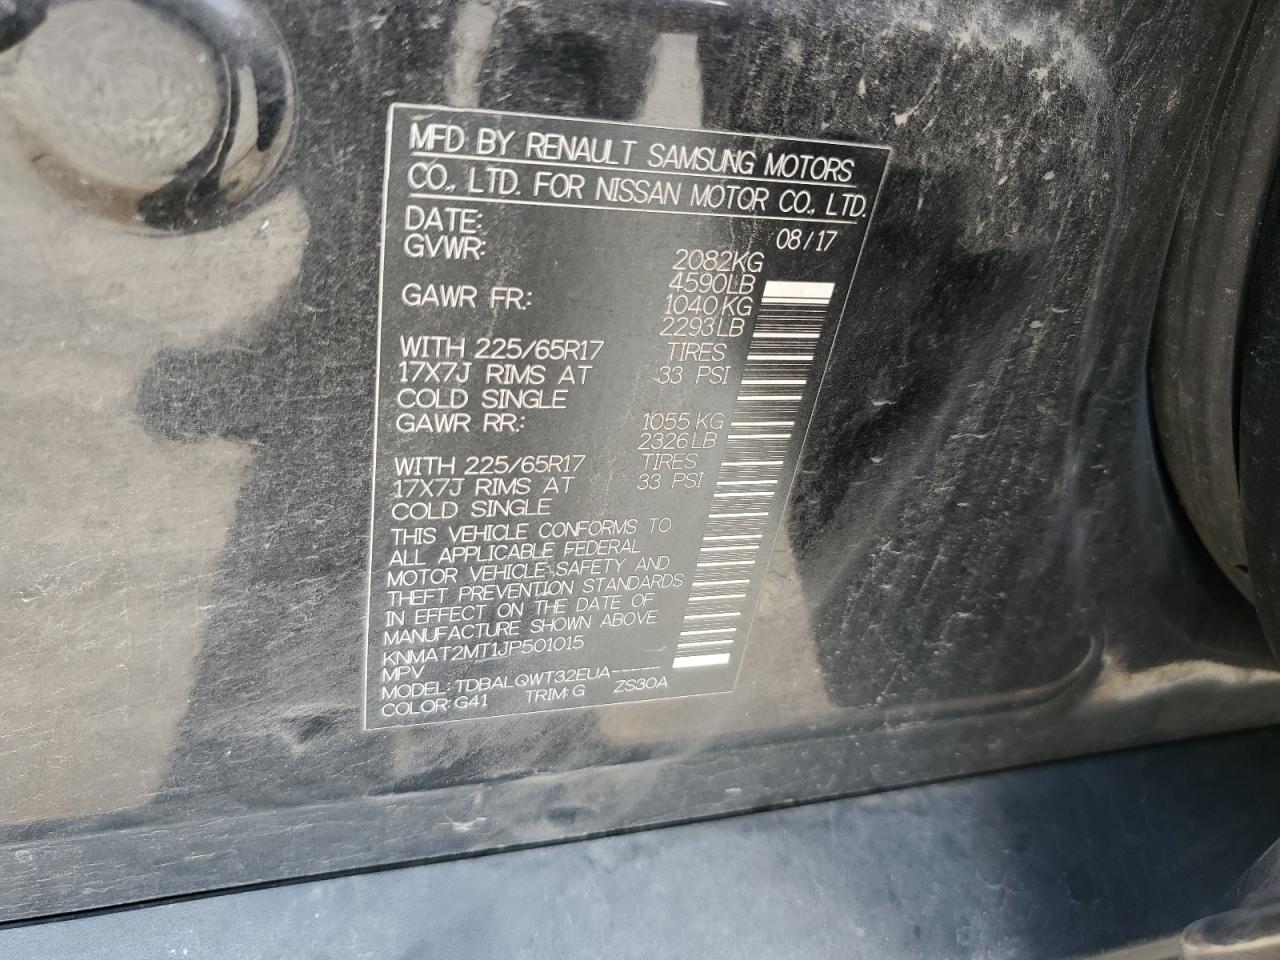 MFD BY RENAULT SAMSUNG MOTORS
CO., LTD. FOR NISSAN MOTOR CO., LTD.
DATE: 08/17
GVWR: 2082KG
4590LB
GAWR FR: 1040KG
2293LB
WITH 225/65R17 TIRES
17X7J RIMS AT 33 PSI
COLD SINGLE
GAWR RR: 1055KG
2326LB
WITH 225/65R17 TIRES
17X7J RIMS AT 33 PSI
COLD SINGLE
THIS VEHICLE CONFORMS TO
ALL APPLICABLE FEDERAL
MOTOR VEHICLE SAFETY AND
THEFT PREVENTION STANDARDS
IN EFFECT ON THE DATE OF
MANUFACTURE SHOWN ABOVE.
KNMAT2MT1JP501015
MPV
MODEL: TDBALQWT32EUA-----
COLOR: G41 TRIM: G ZS30A